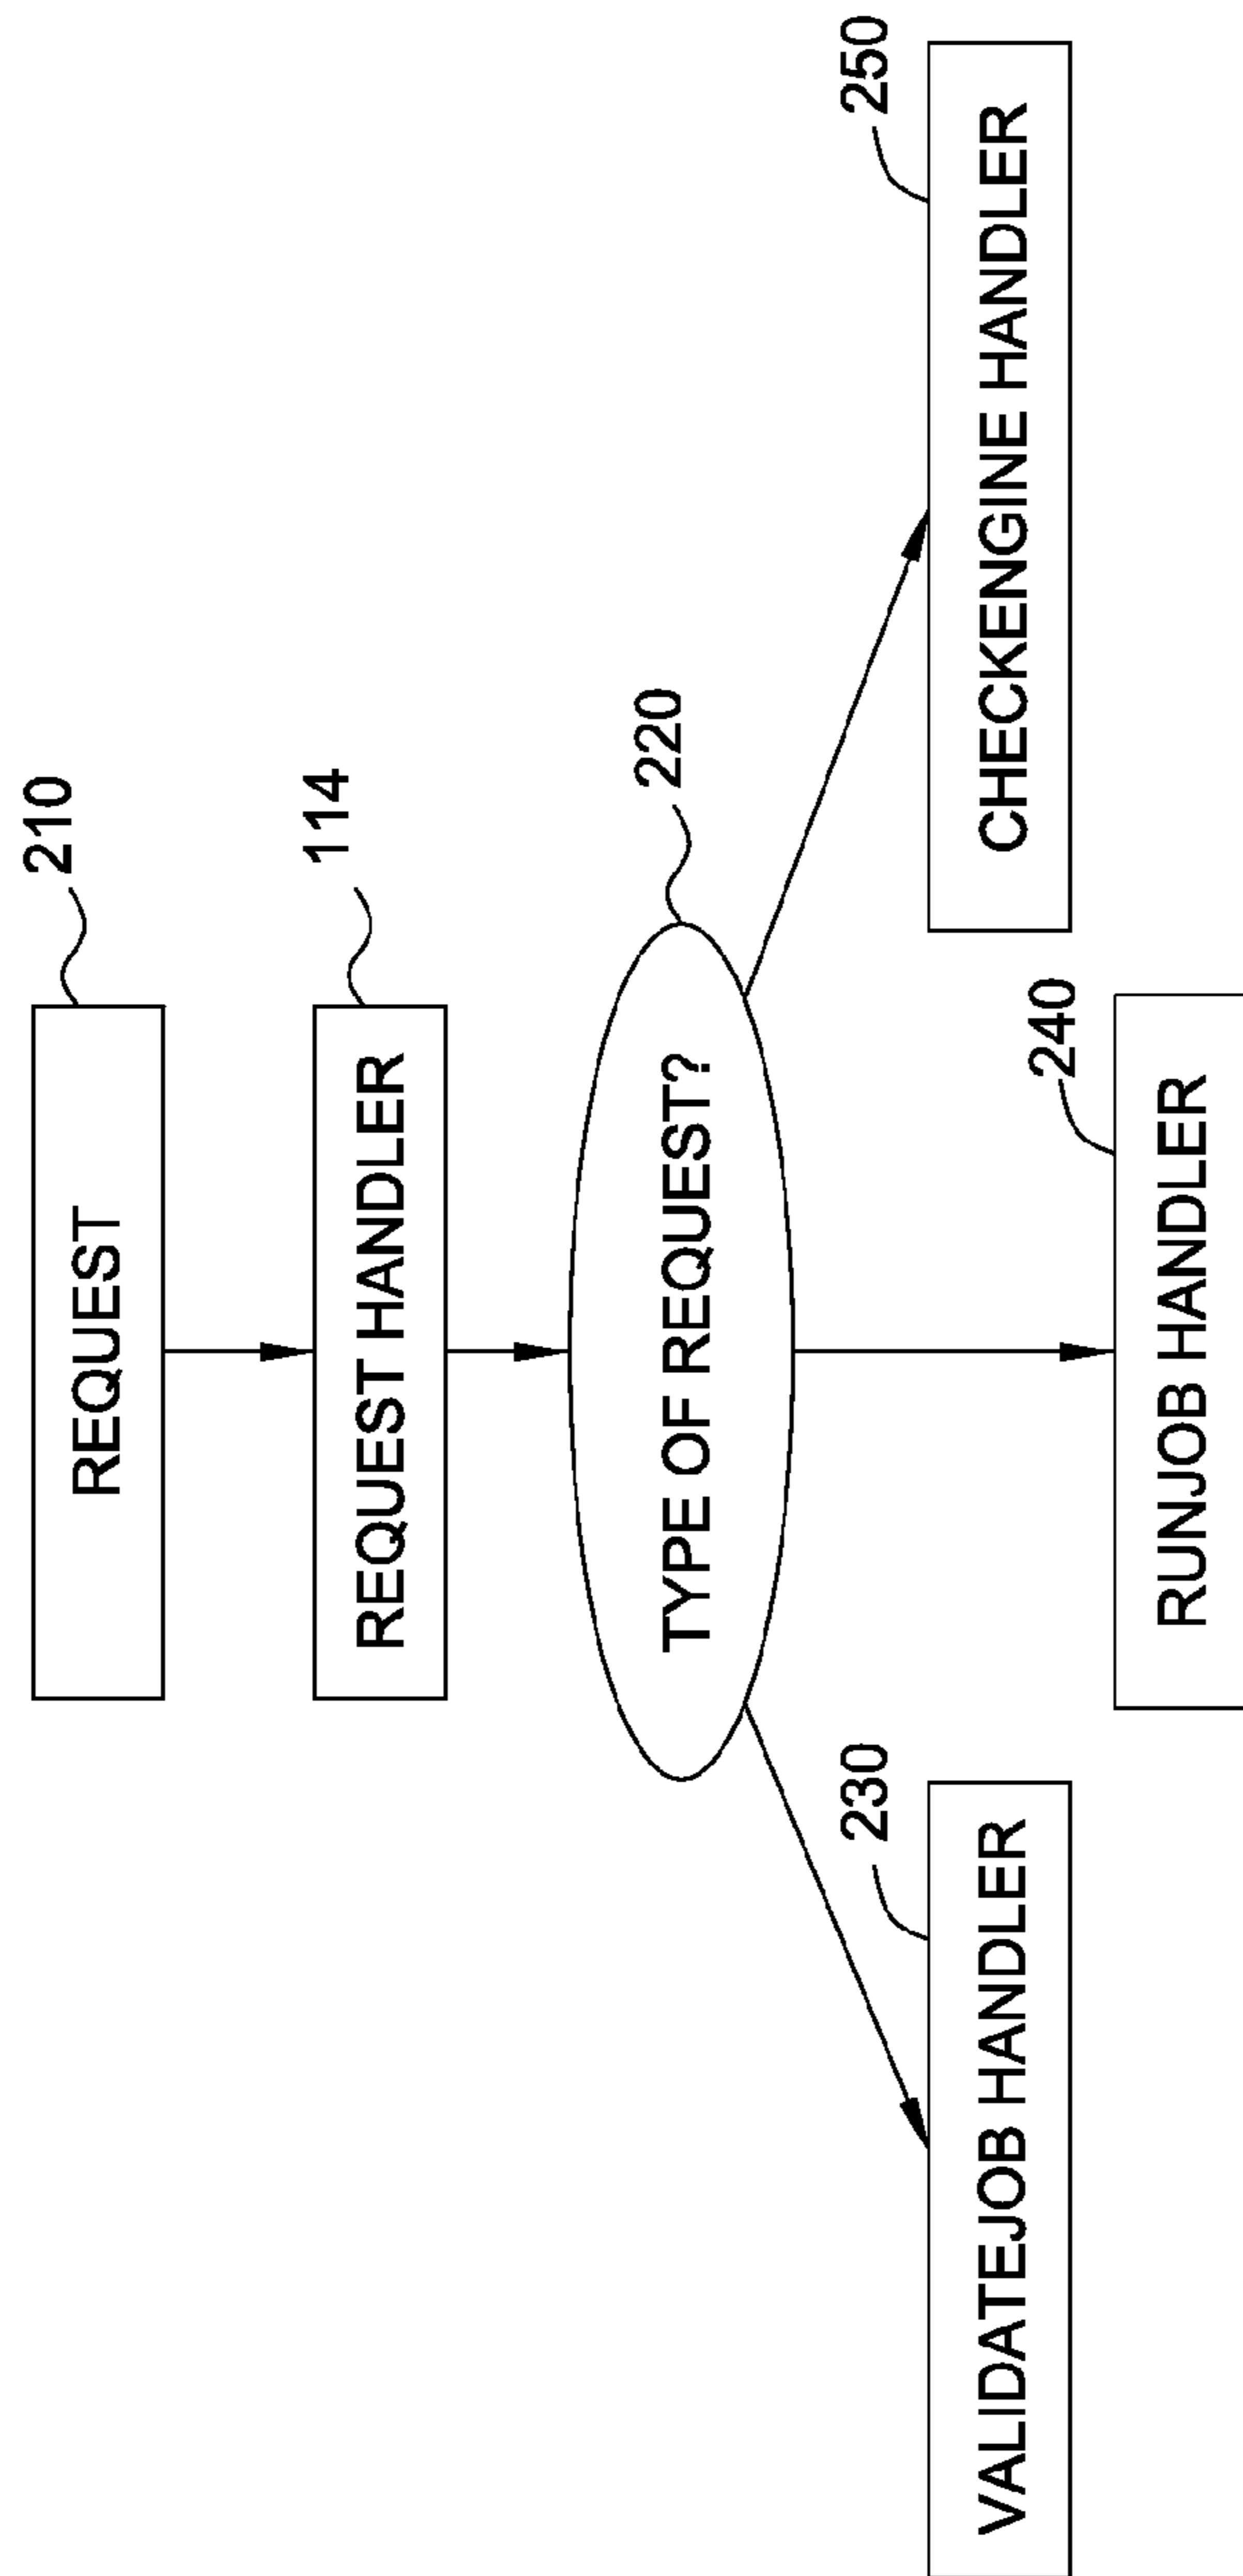 210
REQUEST
114
REQUEST HANDLER
220
TYPE OF REQUEST?
230
VALIDATEJOB HANDLER
240
RUNJOB HANDLER
250
CHECKENGINE HANDLER